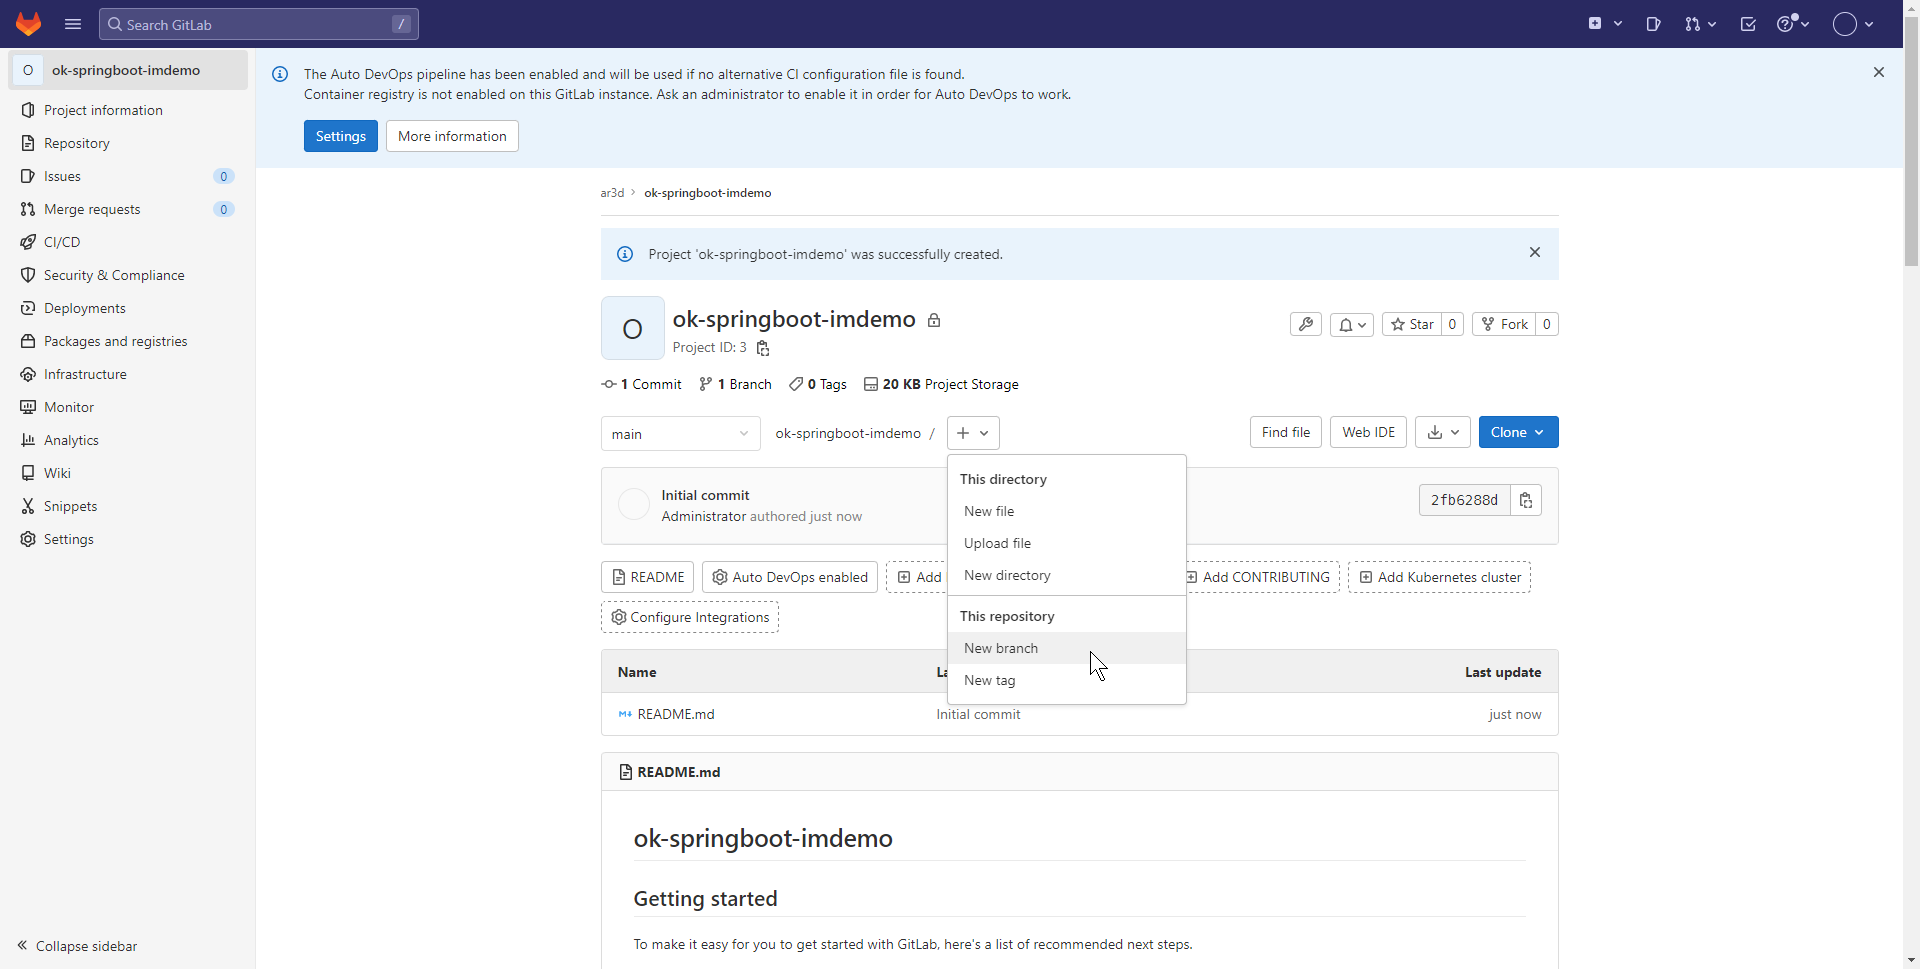 Search GitLab /
O ok-springboot-imdemo
Project information
Repository
Issues 0
Merge requests 0
CI/CD
Security & Compliance
Deployments
Packages and registries
Infrastructure
Monitor
Analytics
Wiki
Snippets
Settings
Collapse sidebar
The Auto DevOps pipeline has been enabled and will be used if no alternative CI configuration file is found.
Container registry is not enabled on this GitLab instance. Ask an administrator to enable it in order for Auto DevOps to work.
Settings More information
ar3d › ok-springboot-imdemo
Project 'ok-springboot-imdemo' was successfully created.
O
ok-springboot-imdemo
Project ID: 3
Star 0 Fork 0
1 Commit 1 Branch 0 Tags 20 KB Project Storage
main ok-springboot-imdemo / + Find file Web IDE Clone
This directory
New file
Upload file
New directory
This repository
New branch
New tag
Initial commit
Administrator authored just now
2fb6288d
README Auto DevOps enabled Add Add CONTRIBUTING Add Kubernetes cluster
Configure Integrations
Name Last update
README.md Initial commit just now
README.md
ok-springboot-imdemo
Getting started
To make it easy for you to get started with GitLab, here's a list of recommended next steps.